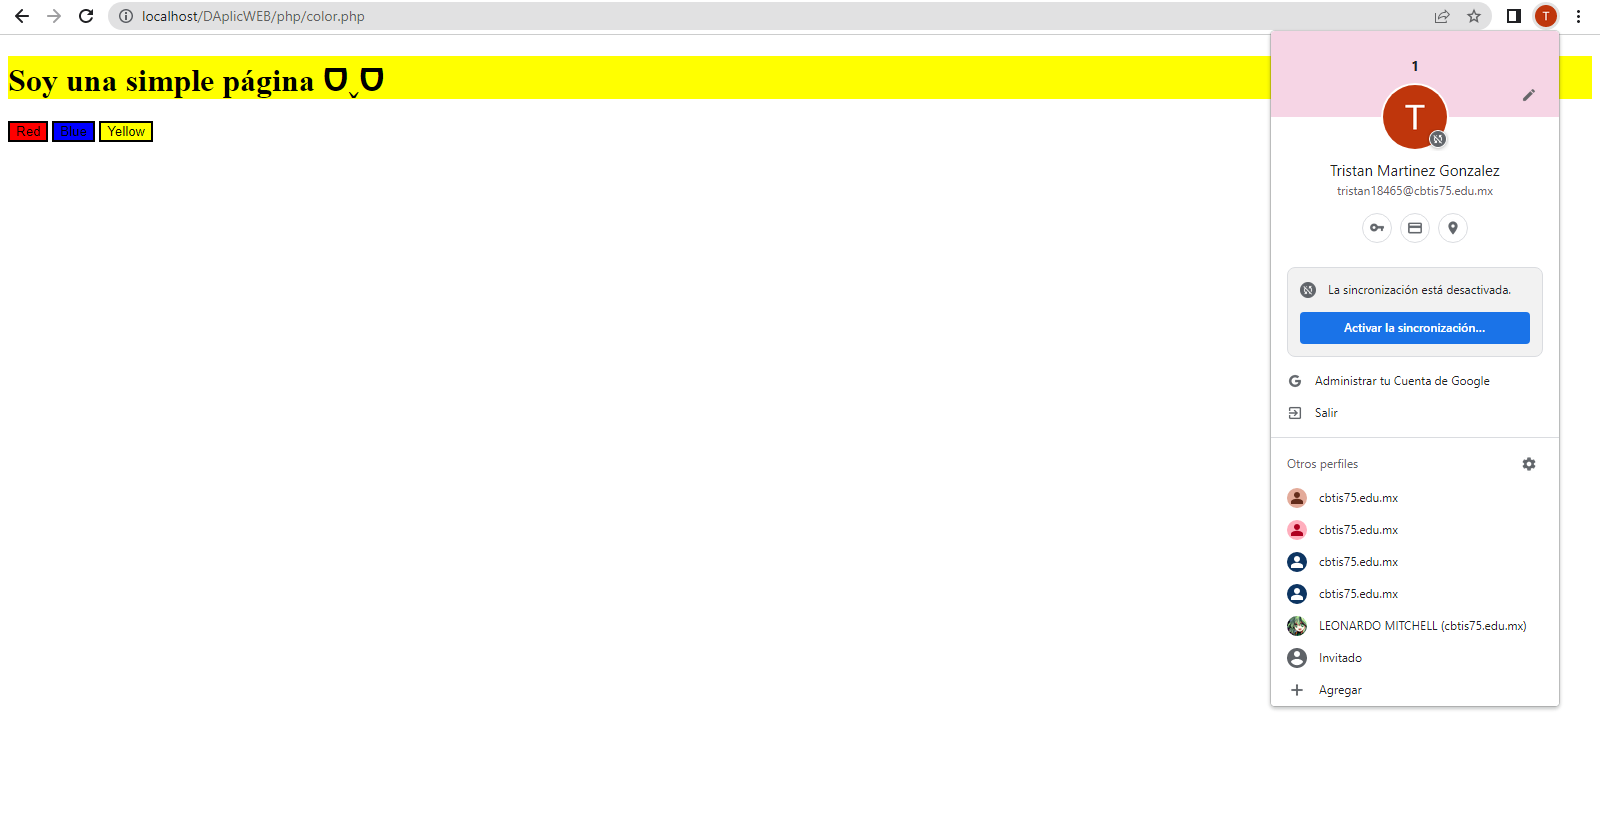 localhost/DAplicWEB/php/color.php
T
Soy una simple página Ծ‸Ծ
Red Blue Yellow
1
T
Tristan Martinez Gonzalez
tristan18465@cbtis75.edu.mx
La sincronización está desactivada.
Activar la sincronización...
G Administrar tu Cuenta de Google
Salir
Otros perfiles
cbtis75.edu.mx
cbtis75.edu.mx
cbtis75.edu.mx
cbtis75.edu.mx
LEONARDO MITCHELL (cbtis75.edu.mx)
Invitado
Agregar